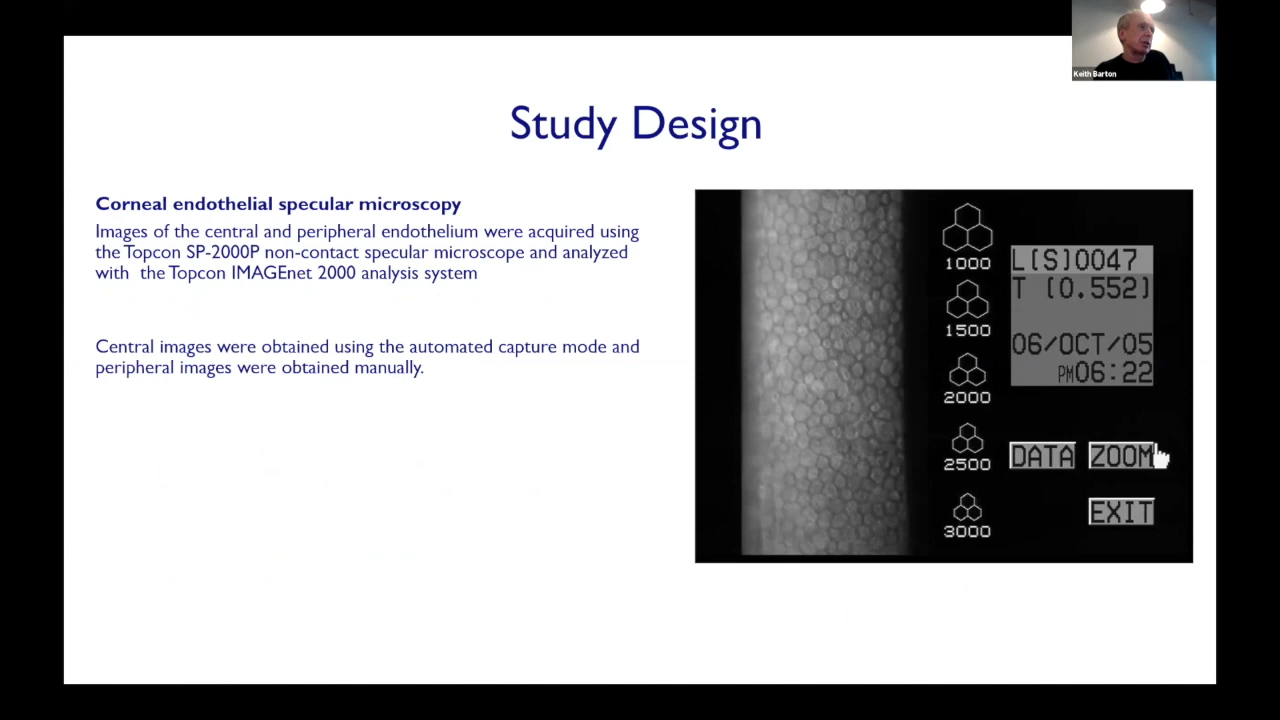 Keith Barton
Study Design
Corneal endothelial specular microscopy
Images of the central and peripheral endothelium were acquired using
the Topcon SP-2000P non-contact specular microscope and analyzed
with the Topcon IMAGEnet 2000 analysis system
Central images were obtained using the automated capture mode and
peripheral images were obtained manually.
1000
1500
2000
2500
3000
L[S]0047
T [0.552]
06/OCT/05
PM06:22
DATA
ZOOM
EXIT